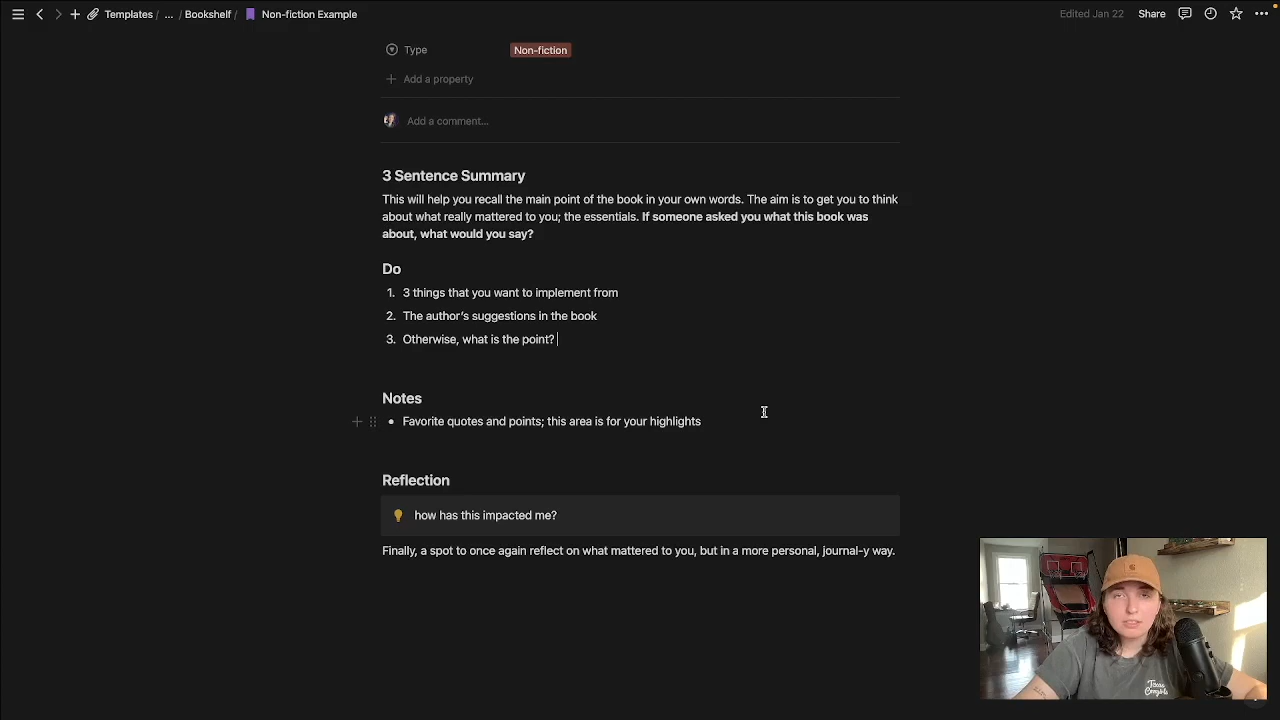 Templates / ... / Bookshelf / Non-fiction Example Edited Jan 22 Share
Type Non-fiction
Add a property
Add a comment...
3 Sentence Summary
This will help you recall the main point of the book in your own words. The aim is to get you to think
about what really mattered to you; the essentials. If someone asked you what this book was
about, what would you say?
Do
1. 3 things that you want to implement from
2. The author's suggestions in the book
3. Otherwise, what is the point?
Notes
• Favorite quotes and points; this area is for your highlights
Reflection
how has this impacted me?
Finally, a spot to once again reflect on what mattered to you, but in a more personal, journal-y way.